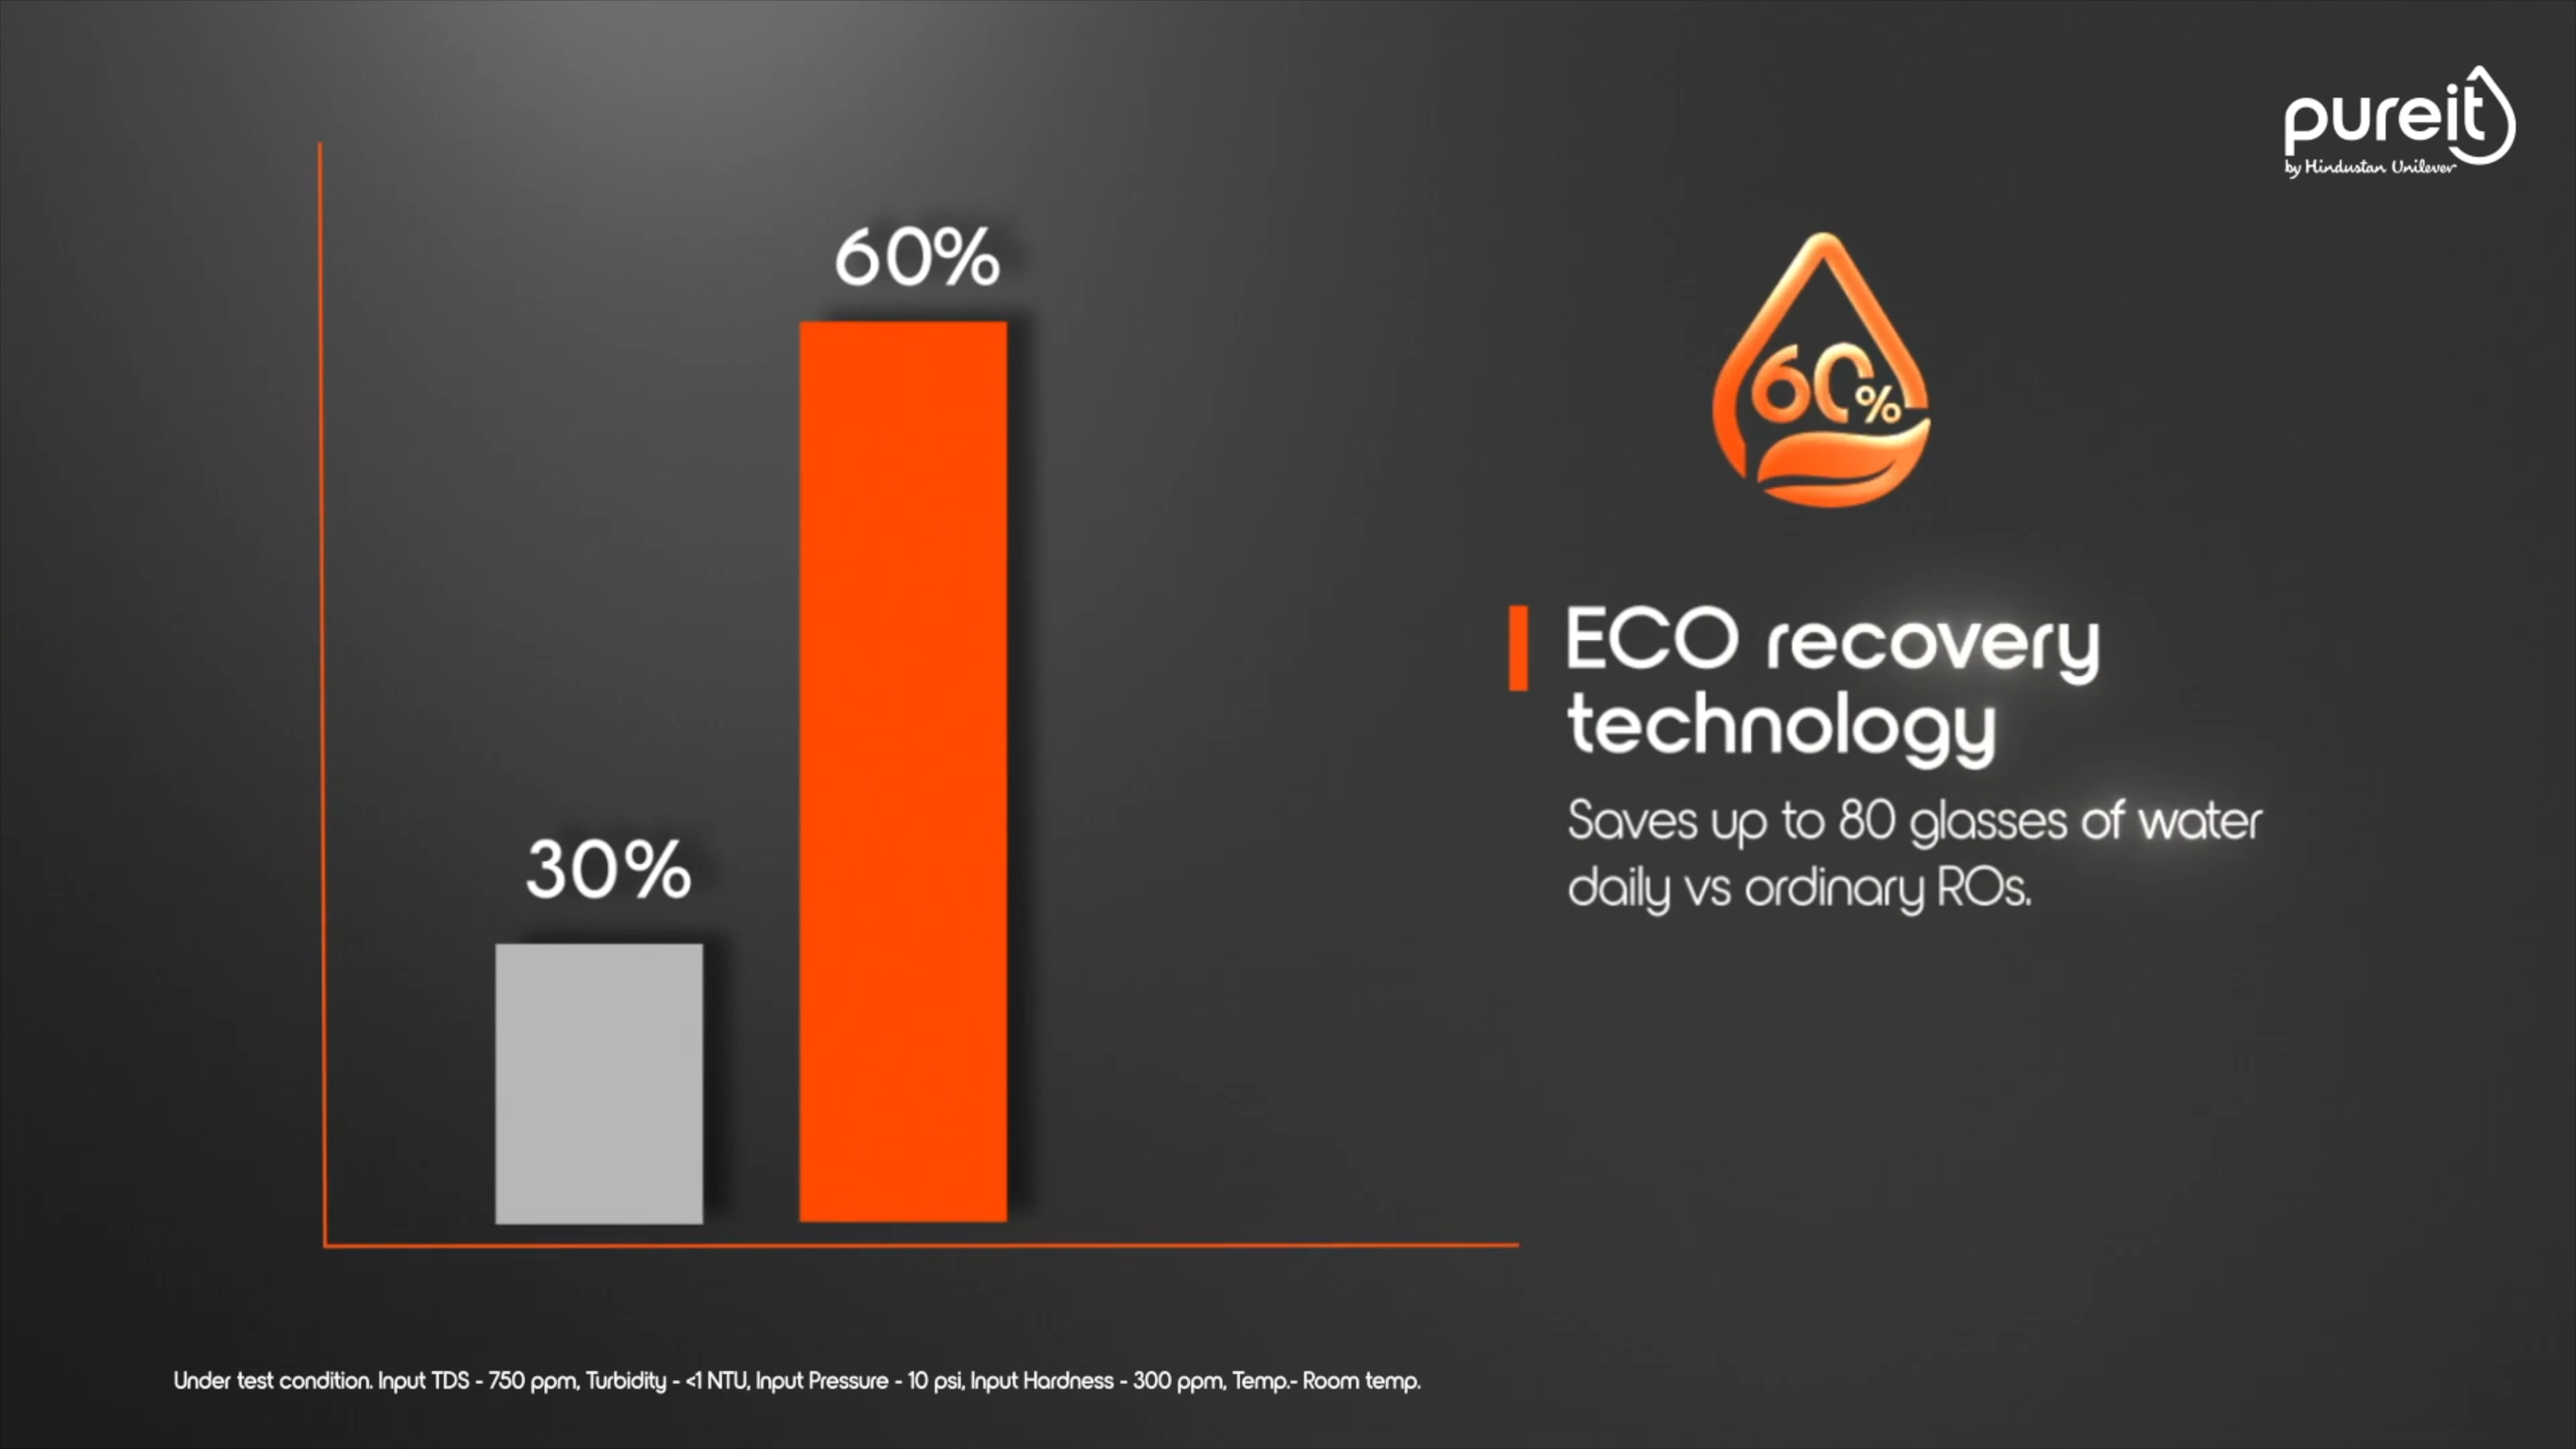 pureit
by Hindustan Unilever
60%
30%
60%
ECO recovery
technology
Saves up to 80 glasses of water
daily vs ordinary ROs.
Under test condition. Input TDS - 750 ppm, Turbidity - <1 NTU, Input Pressure - 10 psi, Input Hardness - 300 ppm, Temp.- Room temp.